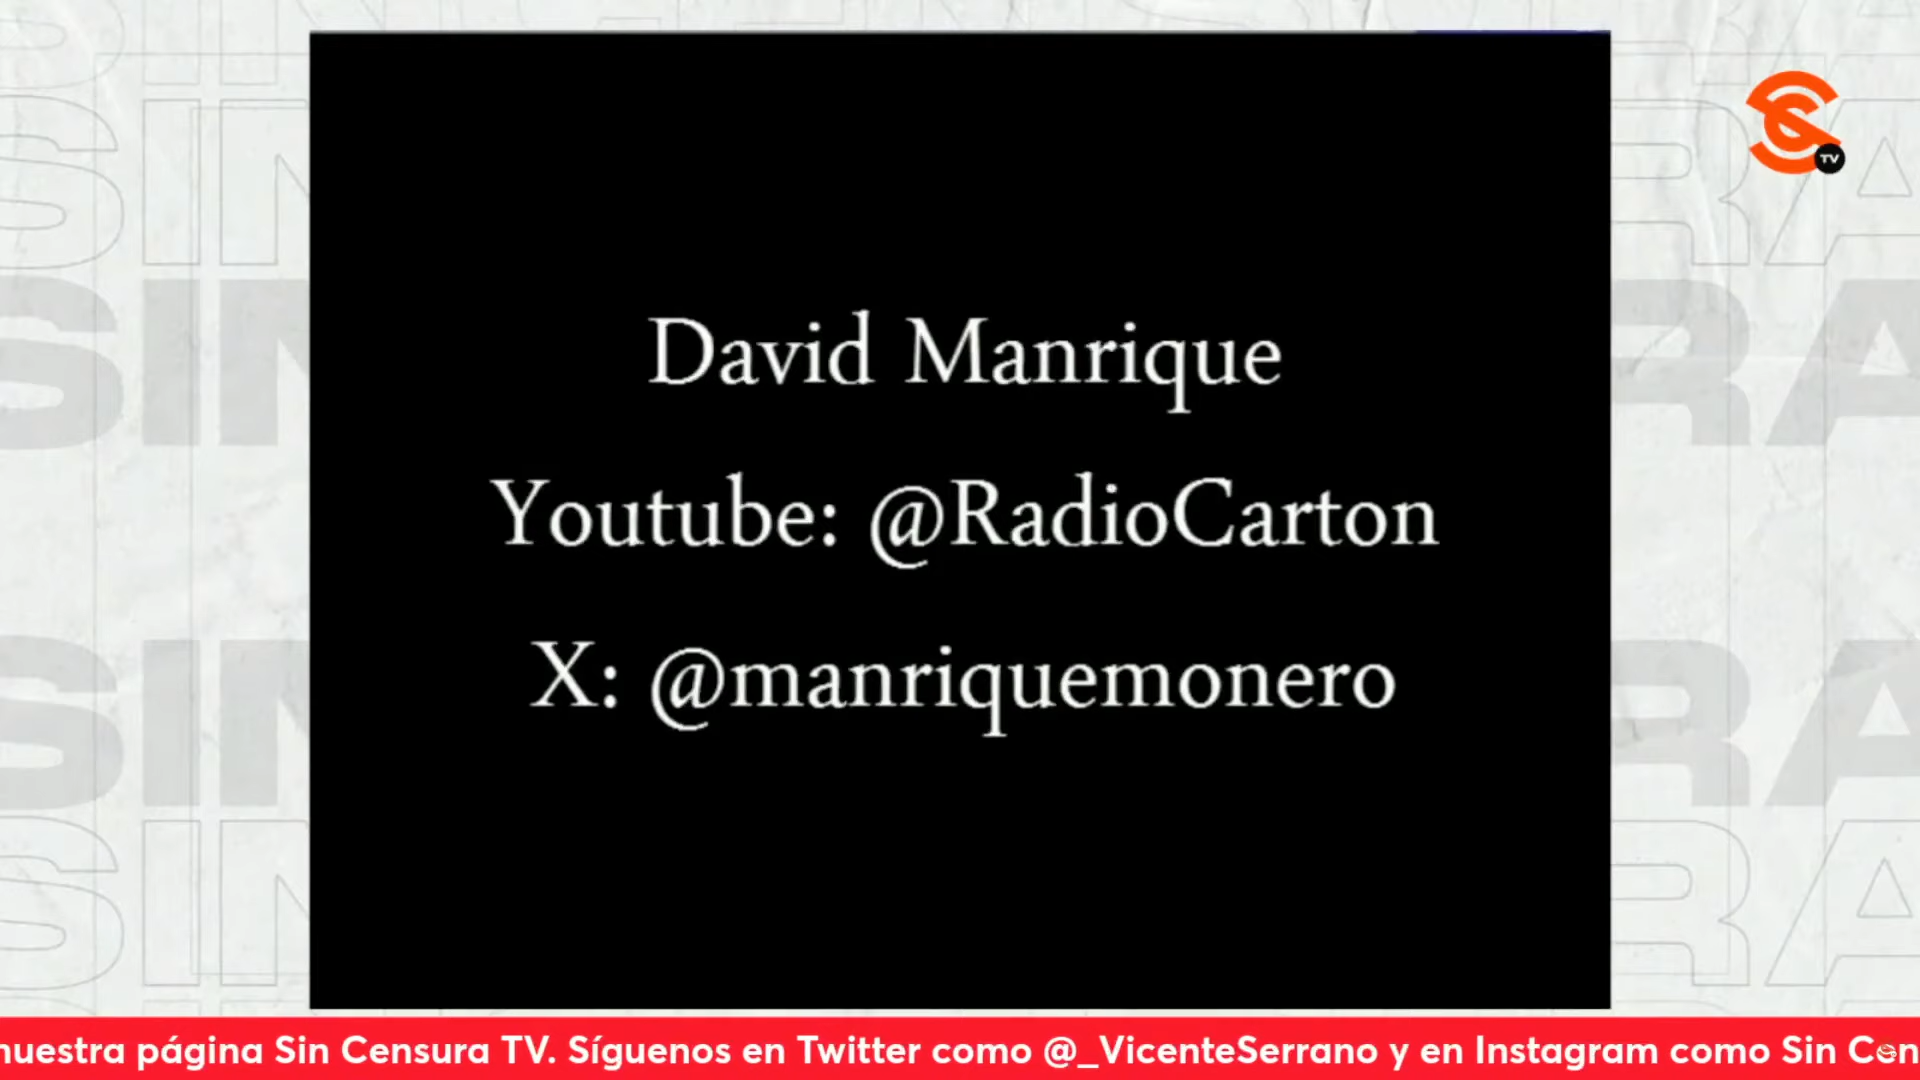 TV
David Manrique
Youtube: @RadioCarton
X: @manriquemonero
nuestra página Sin Censura TV. Síguenos en Twitter como @_VicenteSerrano y en Instagram como Sin Cen